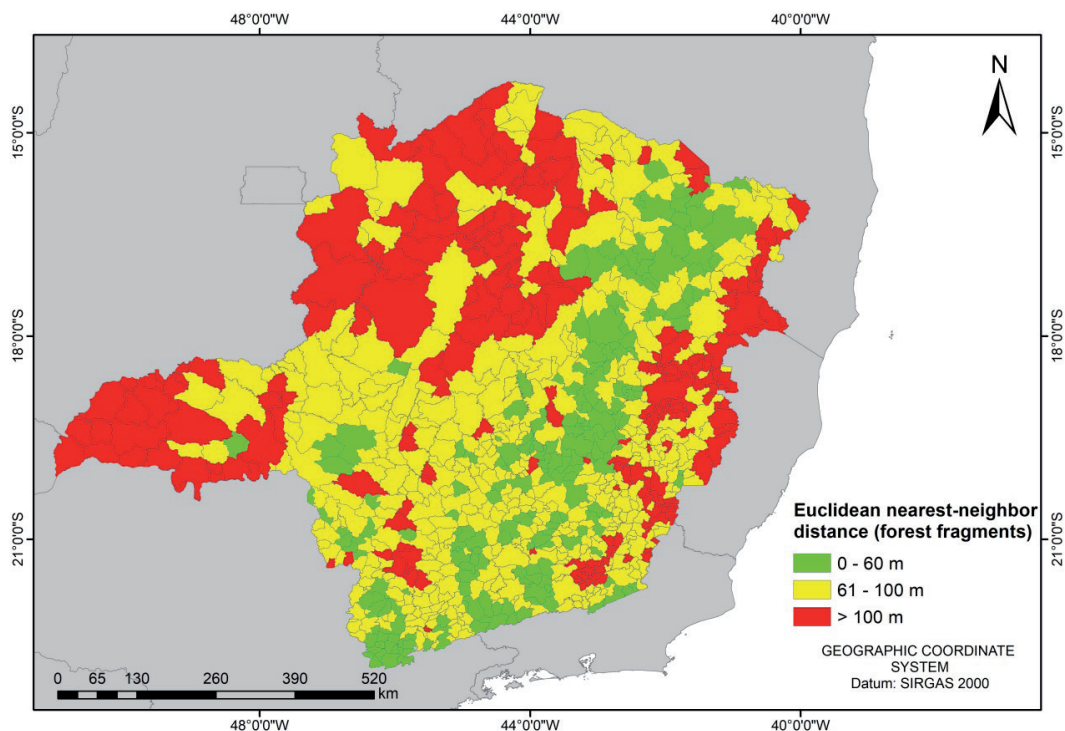 48°0'0"W 44°0'0"W 40°0'0"W
N
15°0'0"S 15°0'0"S
18°0'0"S 18°0'0"S
21°0'0"S 21°0'0"S
Euclidean nearest-neighbor
distance (forest fragments)
0 - 60 m
61 - 100 m
> 100 m
GEOGRAPHIC COORDINATE
SYSTEM
Datum: SIRGAS 2000
0 65 130 260 390 520
km
48°0'0"W 44°0'0"W 40°0'0"W